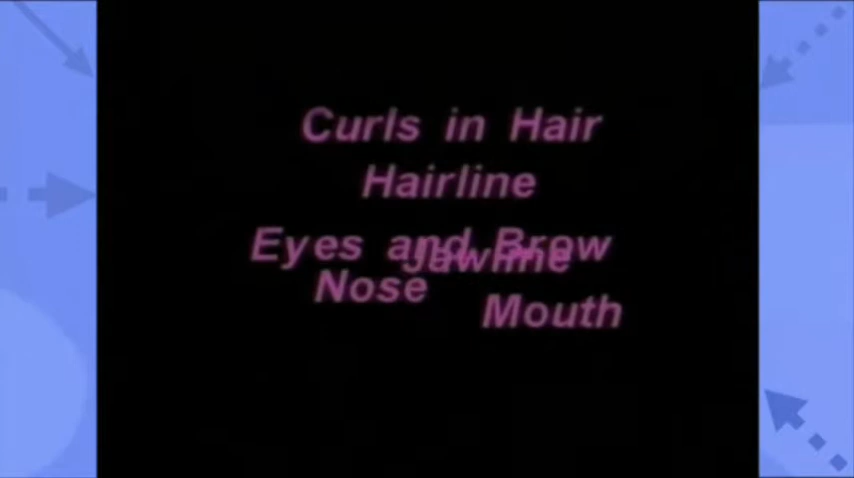 Curls in Hair
Hairline
Eyes and Brow
Jawline
Nose
Mouth